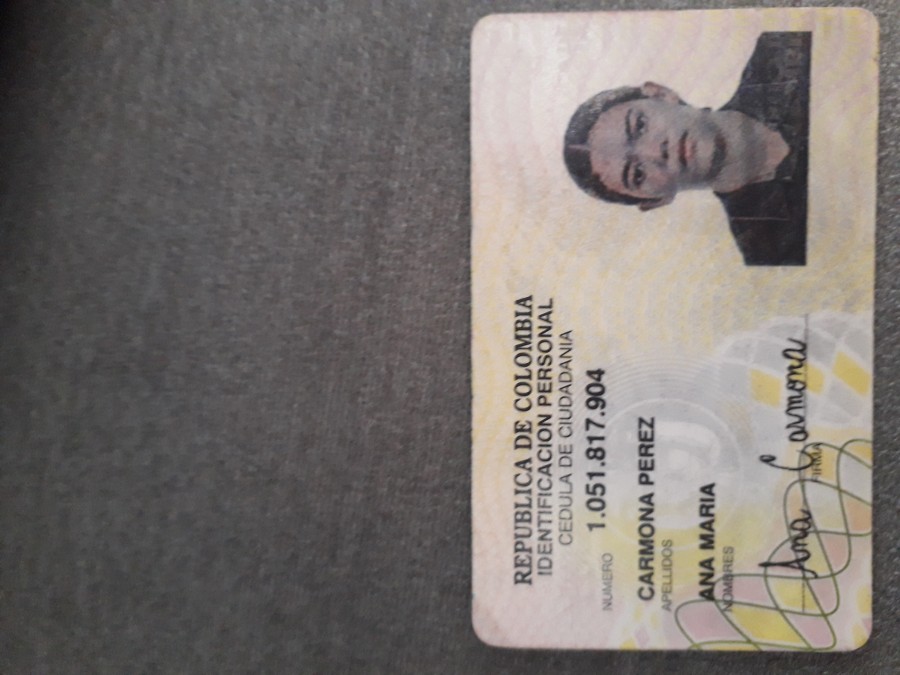 REPUBLICA DE COLOMBIA
IDENTIFICACION PERSONAL
CEDULA DE CIUDADANIA
NUMERO 1.051.817.904
CARMONA PEREZ
APELLIDOS
ANA MARIA
NOMBRES
Ana Carmona
FIRMA